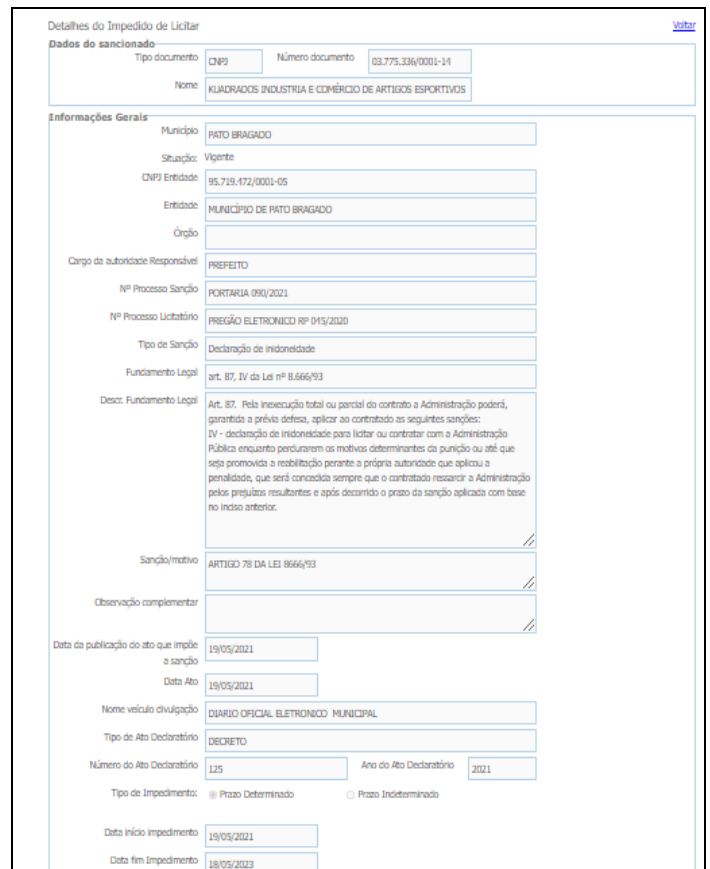 Detalhes do Impedido de Licitar
Voltar
Dados do sancionado
Tipo documento CNPJ Número documento 03.775.336/0001-14
Nome KUADRADOS INDUSTRIA E COMÉRCIO DE ARTIGOS ESPORTIVOS
Informações Gerais
Município PATO BRAGADO
Situação: Vigente
CNPJ Entidade 95.719.472/0001-05
Entidade MUNICÍPIO DE PATO BRAGADO
Órgão
Cargo da autoridade Responsável PREFEITO
Nº Processo Sanção PORTARIA 090/2021
Nº Processo Licitatório PREGÃO ELETRONICO RP 045/2020
Tipo de Sanção Declaração de inidoneidade
Fundamento Legal art. 87, IV da Lei nº 8.666/93
Descr. Fundamento Legal Art. 87. Pela inexecução total ou parcial do contrato a Administração poderá,
garantida a prévia defesa, aplicar ao contratado as seguintes sanções:
IV - declaração de inidoneidade para licitar ou contratar com a Administração
Pública enquanto perdurarem os motivos determinantes da punição ou até que
seja promovida a reabilitação perante a própria autoridade que aplicou a
penalidade, que será concedida sempre que o contratado ressarcir a Administração
pelos prejuízos resultantes e após decorrido o prazo da sanção aplicada com base
no inciso anterior.
Sanção/motivo ARTIGO 78 DA LEI 8666/93
Observação complementar
Data da publicação do ato que impõe
a sanção 19/05/2021
Data Ato 19/05/2021
Nome veículo divulgação DIARIO OFICIAL ELETRONICO MUNICIPAL
Tipo de Ato Declaratório DECRETO
Número do Ato Declaratório 125 Ano do Ato Declaratório 2021
Tipo de Impedimento: Prazo Determinado Prazo Indeterminado
Data início impedimento 19/05/2021
Data fim Impedimento 18/05/2023